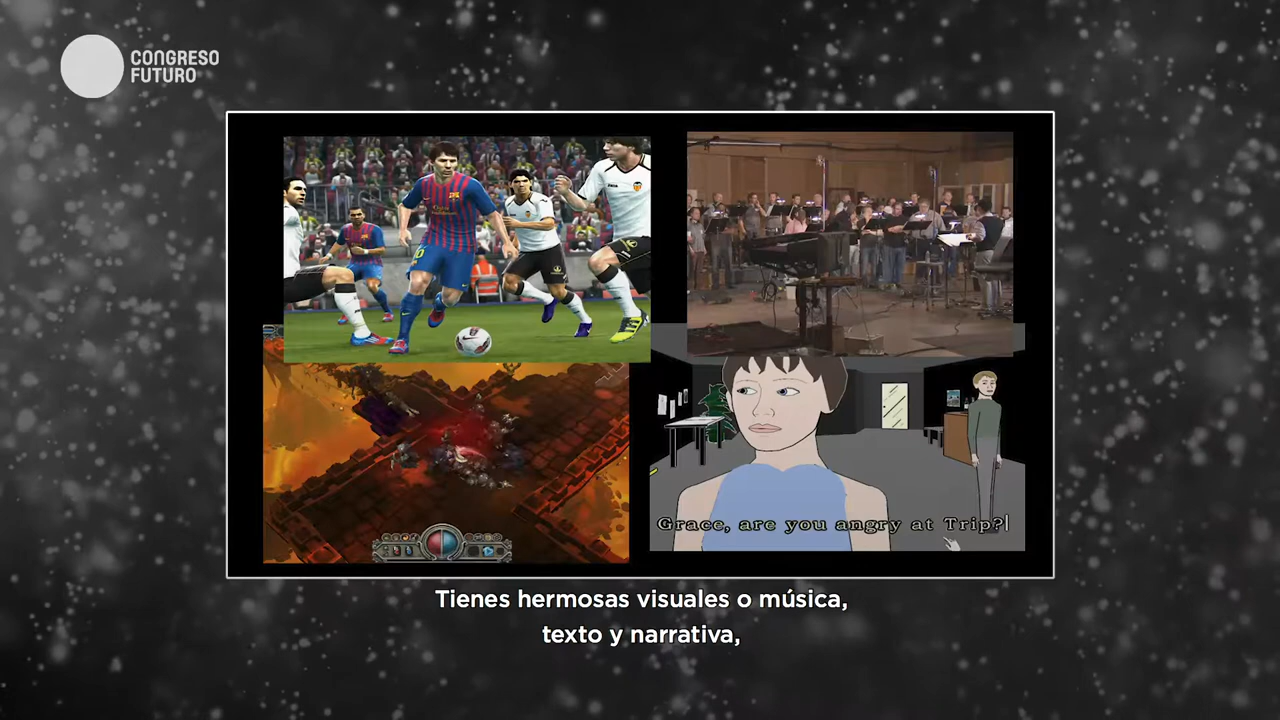 CONGRESO
FUTURO
Grace, are you angry at Trip?
Tienes hermosas visuales o música,
texto y narrativa,